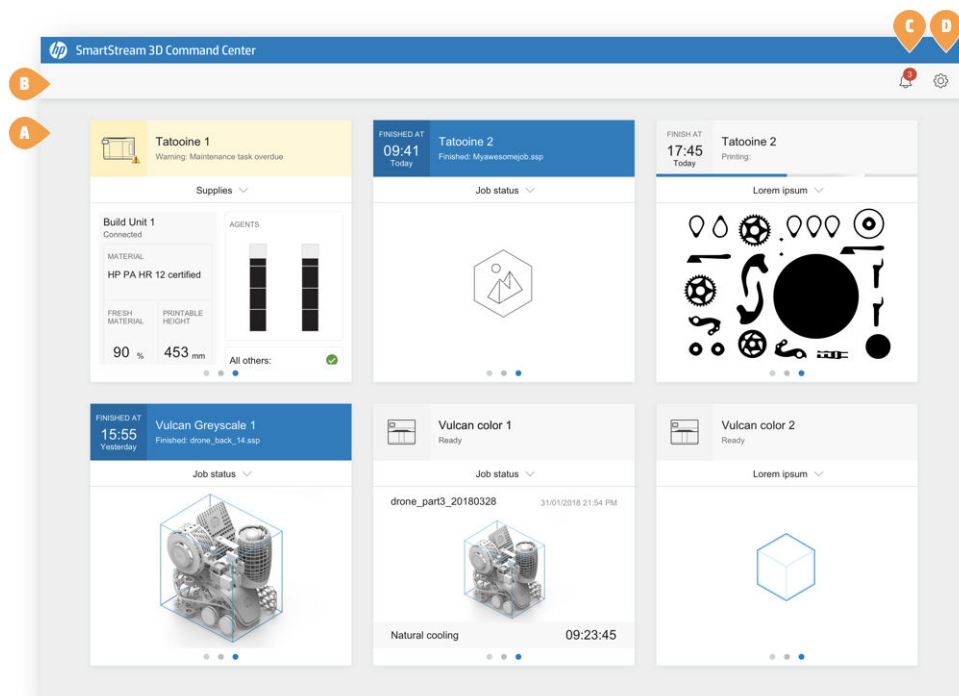 C
D
hp SmartStream 3D Command Center
B
3
A
Tatooine 1
Warning: Maintenance task overdue
Supplies
Build Unit 1
Connected
MATERIAL
HP PA HR 12 certified
FRESH
MATERIAL
90 %
PRINTABLE
HEIGHT
453 mm
AGENTS
All others:
FINISHED AT
09:41
Today
Tatooine 2
Finished: Myawesomejob.ssp
Job status
FINISH AT
17:45
Today
Tatooine 2
Printing:
Lorem ipsum
FINISHED AT
15:55
Yesterday
Vulcan Greyscale 1
Finished: drone_back_14.ssp
Job status
Vulcan color 1
Ready
Job status
drone_part3_20180328
31/01/2018 21:54 PM
Natural cooling
09:23:45
Vulcan color 2
Ready
Lorem ipsum